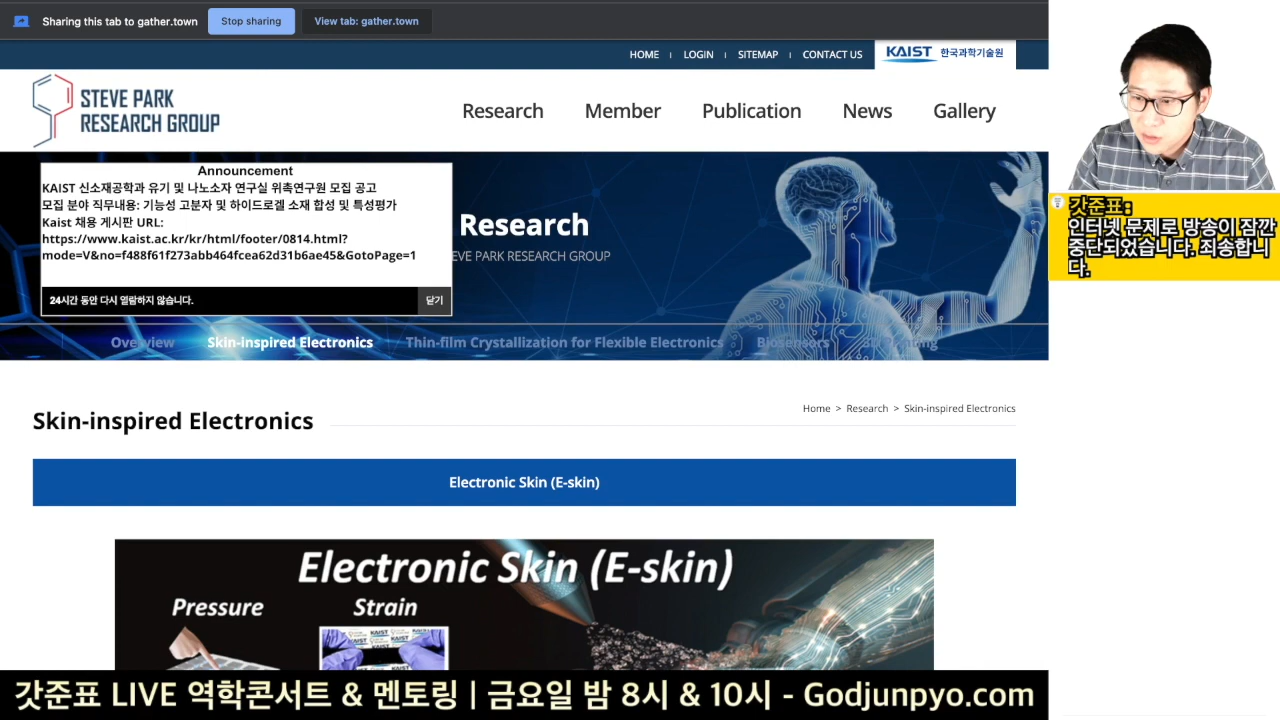 Sharing this tab to gather.town
Stop sharing
View tab: gather.town
HOME
LOGIN
SITEMAP
CONTACT US
KAIST 한국과학기술원
STEVE PARK
RESEARCH GROUP
Research
Member
Publication
News
Gallery
Announcement
KAIST 신소재공학과 유기 및 나노소자 연구실 위촉연구원 모집 공고
모집 분야 직무내용: 기능성 고분자 및 하이드로겔 소재 합성 및 특성평가
Kaist 채용 게시판 URL:
https://www.kaist.ac.kr/kr/html/footer/0814.html?
mode=V&no=f488f61f273abb464fcea62d31b6ae45&GotoPage=1
24시간 동안 다시 열람하지 않습니다.
닫기
Research
EVE PARK RESEARCH GROUP
Overview
Skin-inspired Electronics
Thin-film Crystallization for Flexible Electronics
Biosensors
Skin-inspired Electronics
Home > Research > Skin-inspired Electronics
Electronic Skin (E-skin)
Electronic Skin (E-skin)
Pressure
Strain
갓준표:
인터넷 문제로 방송이 잠깐
중단되었습니다. 죄송합니
다.
갓준표 LIVE 역학콘서트 & 멘토링 | 금요일 밤 8시 & 10시 - Godjunpyo.com